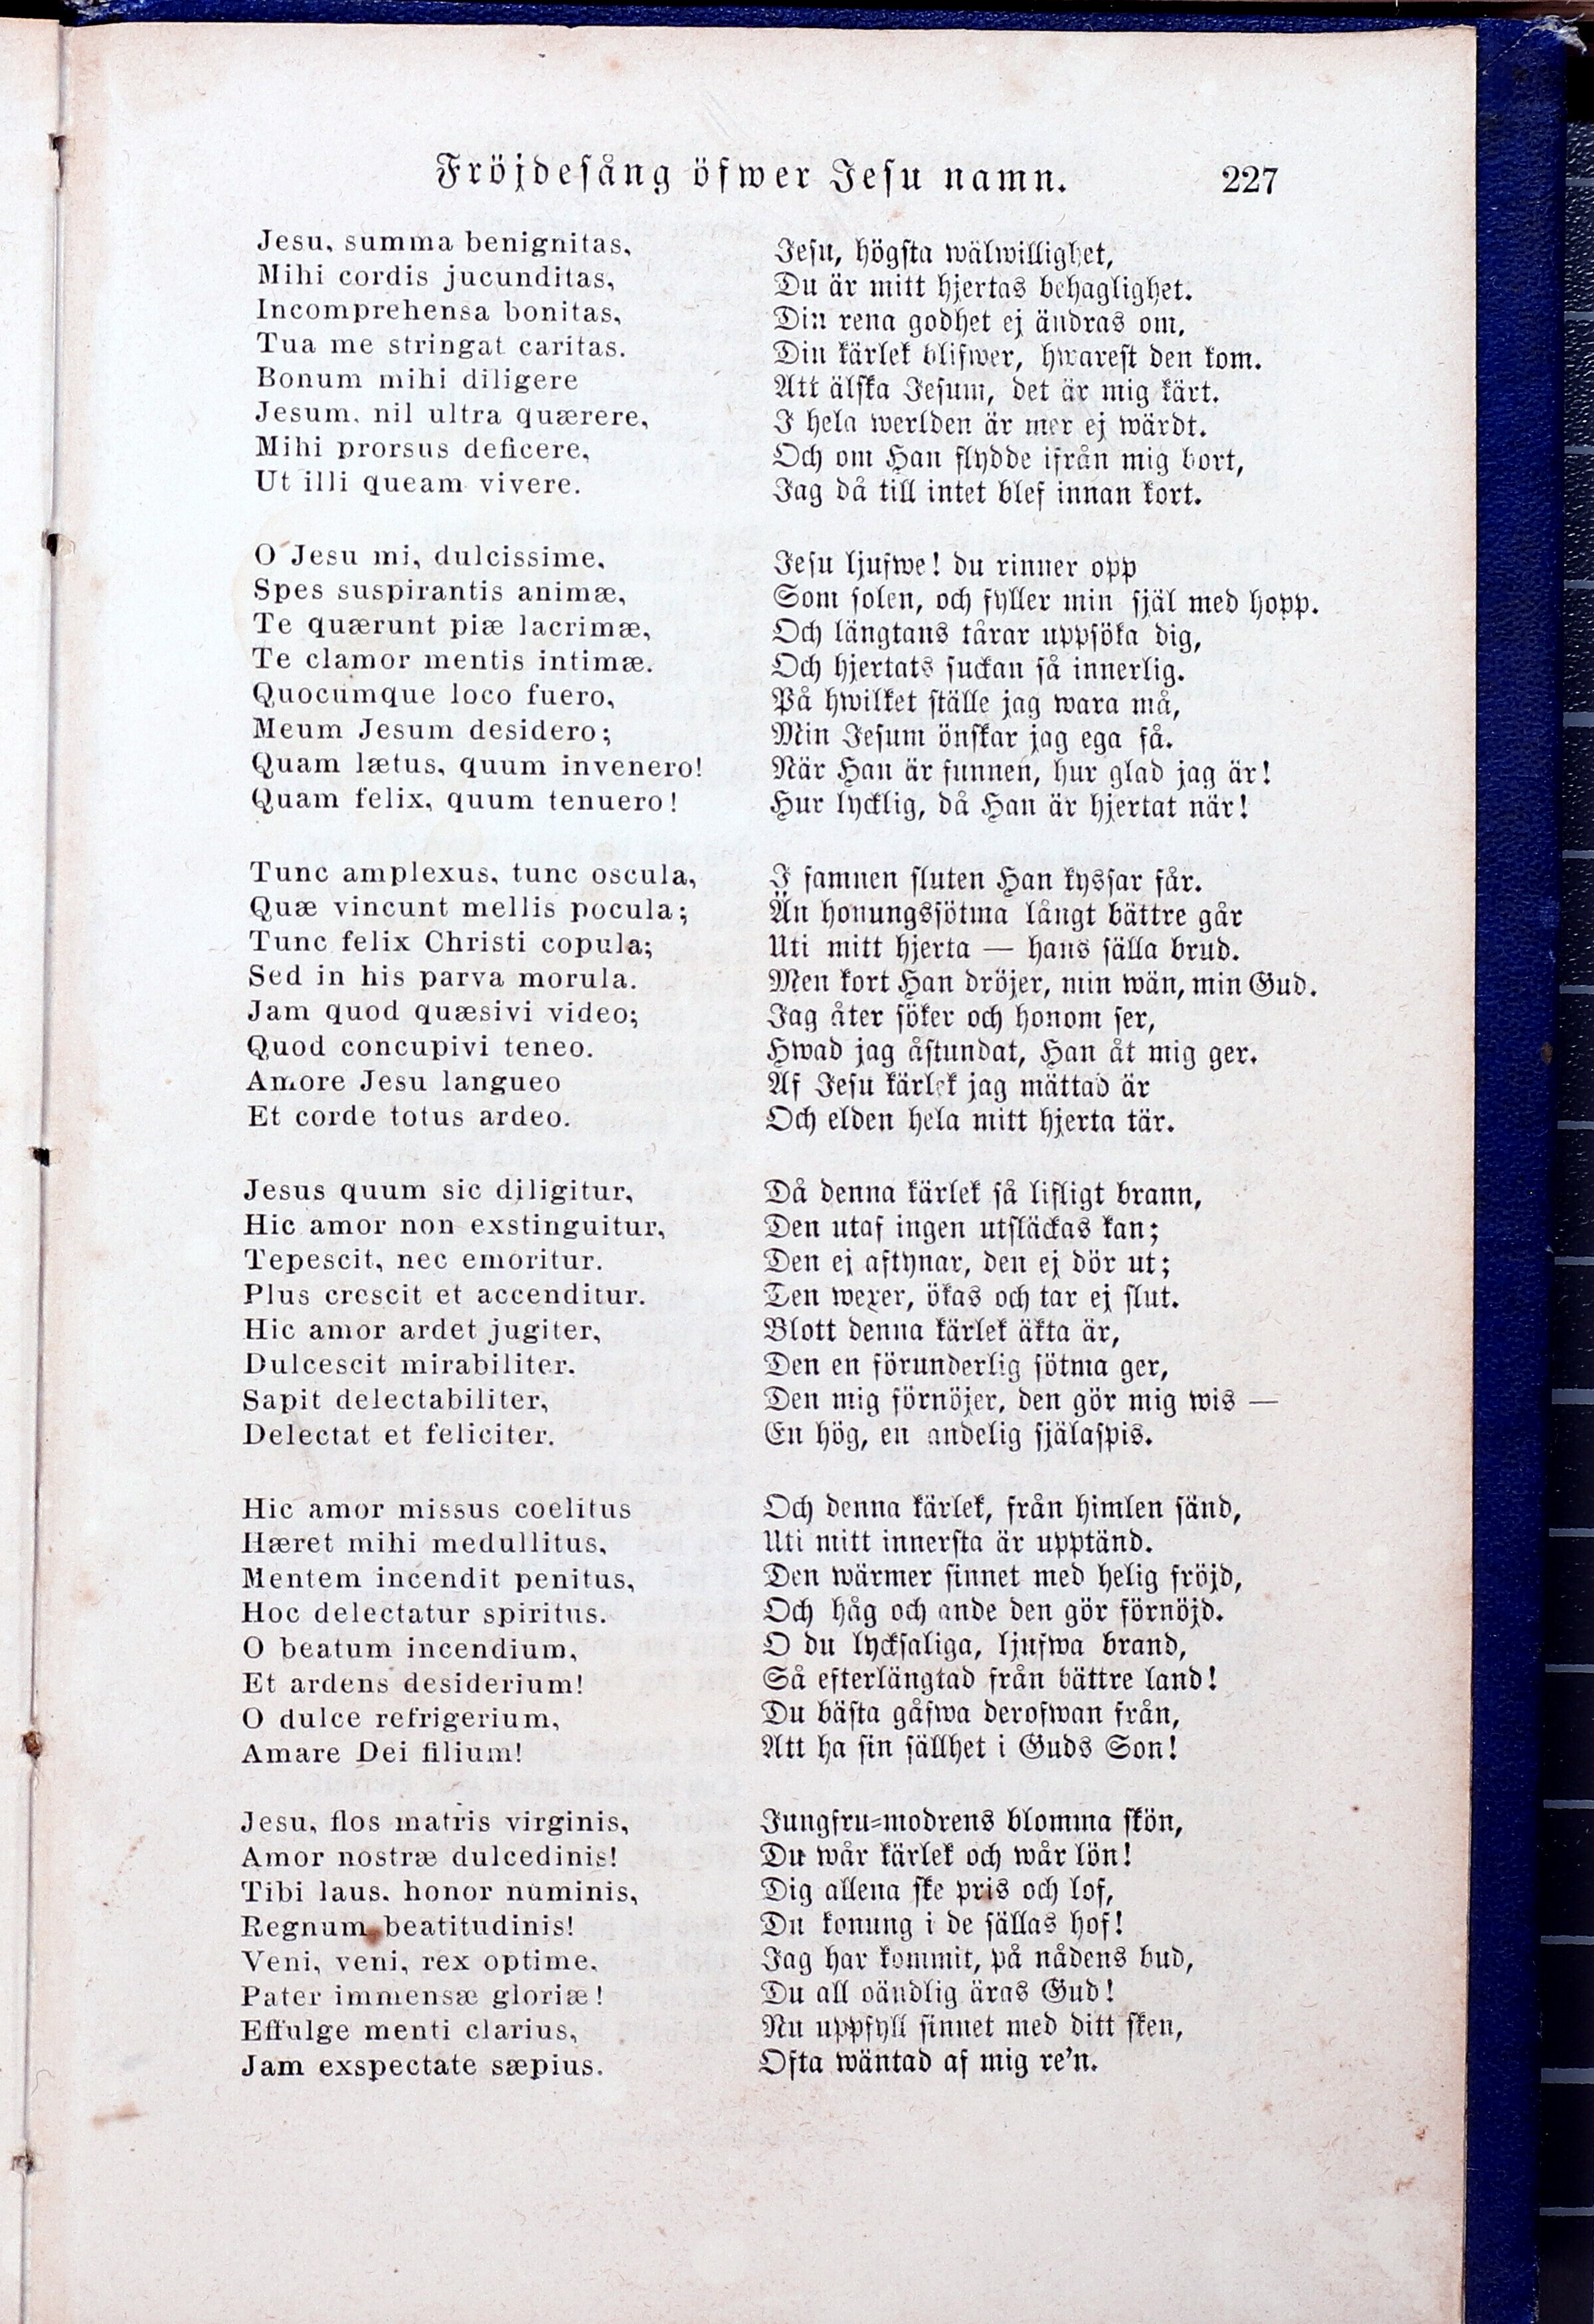 Fröjdesång öfwer Jesu namn. 227
Jesu, summa benignitas,
Mihi cordis jucunditas,
Incomprehensa bonitas,
Tua me stringat caritas.
Bonum mihi diligere
Jesum, nil ultra quærere,
Mihi prorsus deficere,
Ut illi queam vivere.
O Jesu mi, dulcissime,
Spes suspirantis animæ,
Te quærunt piæ lacrimæ,
Te clamor mentis intimæ.
Quocumque loco fuero,
Meum Jesum desidero;
Quam lætus, quum invenero!
Quam felix, quum tenuero!
Tunc amplexus, tunc oscula,
Quæ vincunt mellis pocula;
Tunc felix Christi copula;
Sed in his parva morula.
Jam quod quæsivi video;
Quod concupivi teneo.
Amore Jesu langueo
Et corde totus ardeo.
Jesus quum sic diligitur,
Hic amor non exstinguitur,
Tepescit, nec emoritur.
Plus crescit et accenditur.
Hic amor ardet jugiter,
Dulcescit mirabiliter.
Sapit delectabiliter,
Delectat et feliciter.
Hic amor missus coelitus
Hæret mihi medullitus,
Mentem incendit penitus,
Hoc delectatur spiritus.
O beatum incendium,
Et ardens desiderium!
O dulce refrigerium,
Amare Dei filium!
Jesu, flos matris virginis,
Amor nostræ dulcedinis!
Tibi laus, honor numinis,
Regnum beatitudinis!
Veni, veni, rex optime,
Pater immensæ gloriæ!
Effulge menti clarius,
Jam exspectate sæpius.
Jesu, högsta wälwillighet,
Du är mitt hjertas behaglighet.
Din rena godhet ej ändras om,
Din kärlek blifwer, hwarest den kom.
Att älska Jesum, det är mig kärt.
I hela werlden är mer ej wärdt.
Och om Han flydde ifrån mig bort,
Jag då till intet blef innan kort.
Jesu ljufwe! du rinner opp
Som solen, och fyller min själ med hopp.
Och längtans tårar uppsöka dig,
Och hjertats suckan så innerlig.
På hwilket ställe jag wara må,
Min Jesum önskar jag ega få.
När Han är funnen, hur glad jag är!
Hur lycklig, då Han är hjertat när!
I famnen sluten Han kyssar får.
Än honungssötma långt bättre går
Uti mitt hjerta — hans sälla brud.
Men kort Han dröjer, min wän, min Gud.
Jag åter söker och honom ser,
Hwad jag åstundat, Han åt mig ger.
Af Jesu kärlek jag mättad är
Och elden hela mitt hjerta tär.
Då denna kärlek så lifligt brann,
Den utaf ingen utsläckas kan;
Den ej aftynar, den ej dör ut;
Den wexer, ökas och tar ej slut.
Blott denna kärlek äkta är,
Den en förunderlig sötma ger,
Den mig förnöjer, den gör mig wis —
En hög, en andelig själaspis.
Och denna kärlek, från himlen sänd,
Uti mitt innersta är upptänd.
Den wärmer sinnet med helig fröjd,
Och håg och ande den gör förnöjd.
O du lycksaliga, ljufwa brand,
Så efterlängtad från bättre land!
Du bästa gåfwa derofwan från,
Att ha sin sällhet i Guds Son!
Jungfru-modrens blomma skön,
Du wår kärlek och wår lön!
Dig allena ske pris och lof,
Du konung i de sällas hof!
Jag har kommit, på nådens bud,
Du all oändlig äras Gud!
Nu uppfyll sinnet med ditt sken,
Ofta wäntad af mig re'n.